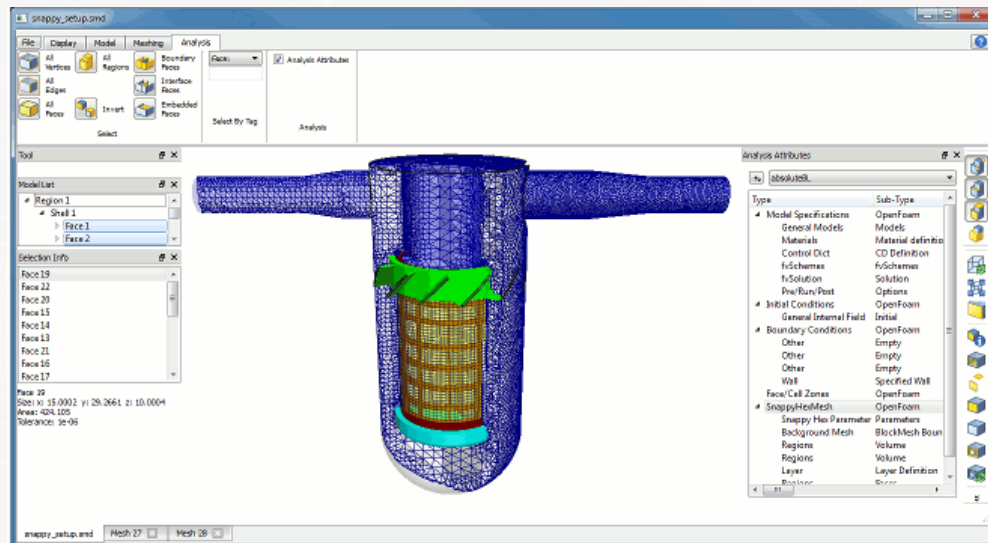 snappy_setup.smd
File Display Model Meshing Analysis
All Vertices
All Regions
Boundary Faces
All Edges
Interface Faces
All Faces
Invert
Embedded Faces
Select
Face:
Select By Tag
Analysis Attributes
Analysis
Tool
Model List
Region 1
Shell 1
Face 1
Face 2
Selection Info
Face 19
Face 22
Face 20
Face 15
Face 14
Face 13
Face 21
Face 16
Face 17
Face 19
Size: x: 15.0002 y: 29.2661 z: 10.0004
Area: 424.105
Tolerance: 1e-06
Analysis Attributes
absoluteBL
Type Sub-Type
Model Specifications OpenFoam
General Models Models
Materials Material definitio
Control Dict CD Definition
fvSchemes fvSchemes
fvSolution Solution
Pre/Run/Post Options
Initial Conditions OpenFoam
General Internal Field Initial
Boundary Conditions OpenFoam
Other Empty
Other Empty
Other Empty
Wall Specified Wall
Face/Cell Zones OpenFoam
SnappyHexMesh OpenFoam
Snappy Hex Parameter Parameters
Background Mesh BlockMesh Boun
Regions Volume
Regions Volume
Layer Layer Definition
Regions Faces
snappy_setup.smd Mesh 27 Mesh 28